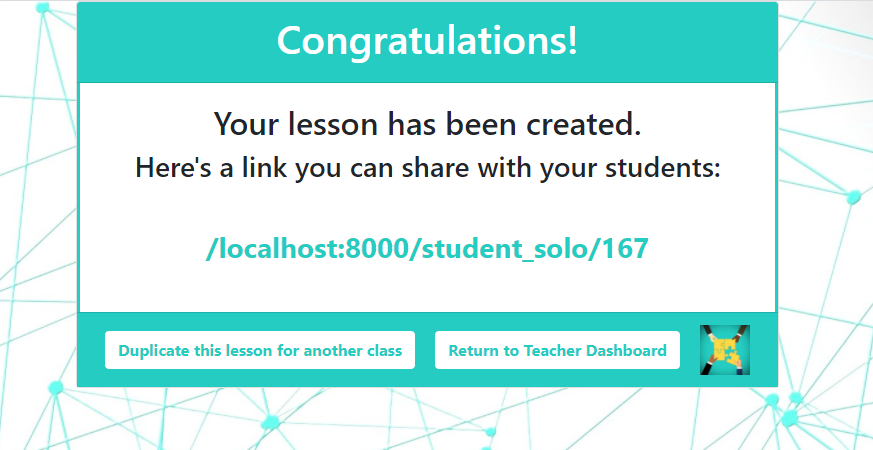 Congratulations!
Your lesson has been created.
Here's a link you can share with your students:
/localhost:8000/student_solo/167
Duplicate this lesson for another class
Return to Teacher Dashboard